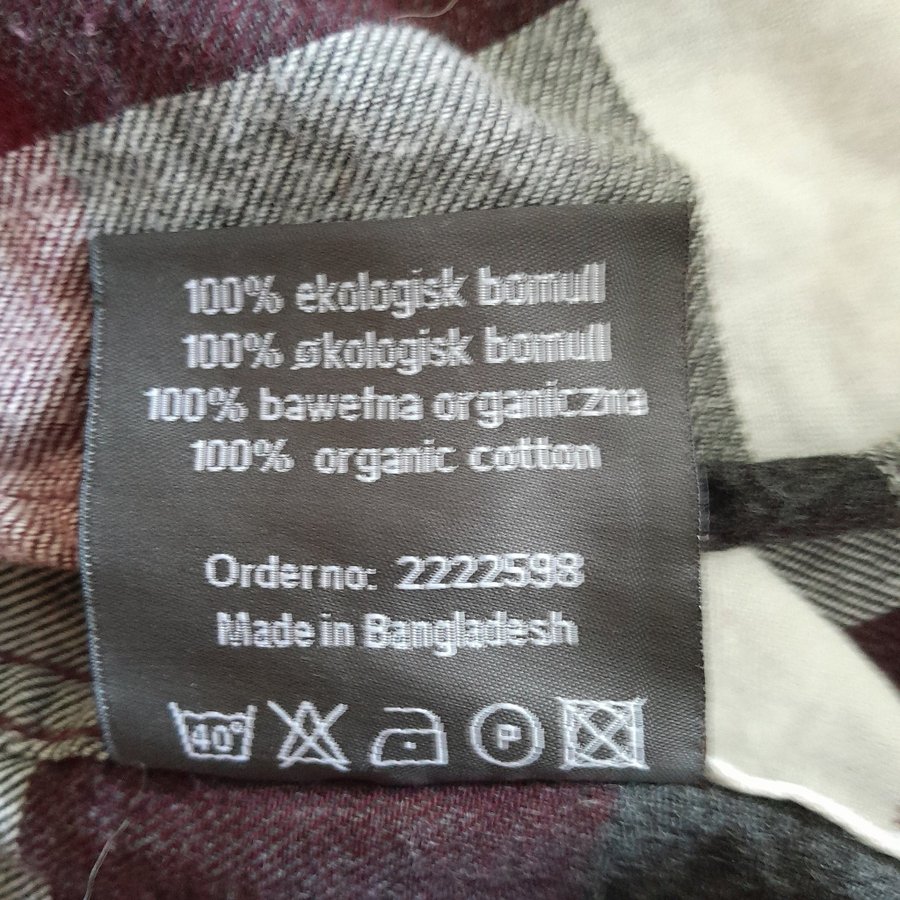 100% ekologisk bomull
100% økologisk bomull
100% bawełna organiczna
100% organic cotton
Order no: 2222598
Made in Bangladesh
40° P